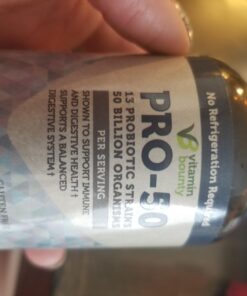 No Refrigeration Required
vitamin
bounty
PRO-50
13 PROBIOTIC STRAINS
50 BILLION ORGANISMS
PER SERVING
SHOWN TO SUPPORT IMMUNE
AND DIGESTIVE HEALTH †
SUPPORTS A BALANCED
DIGESTIVE SYSTEM †